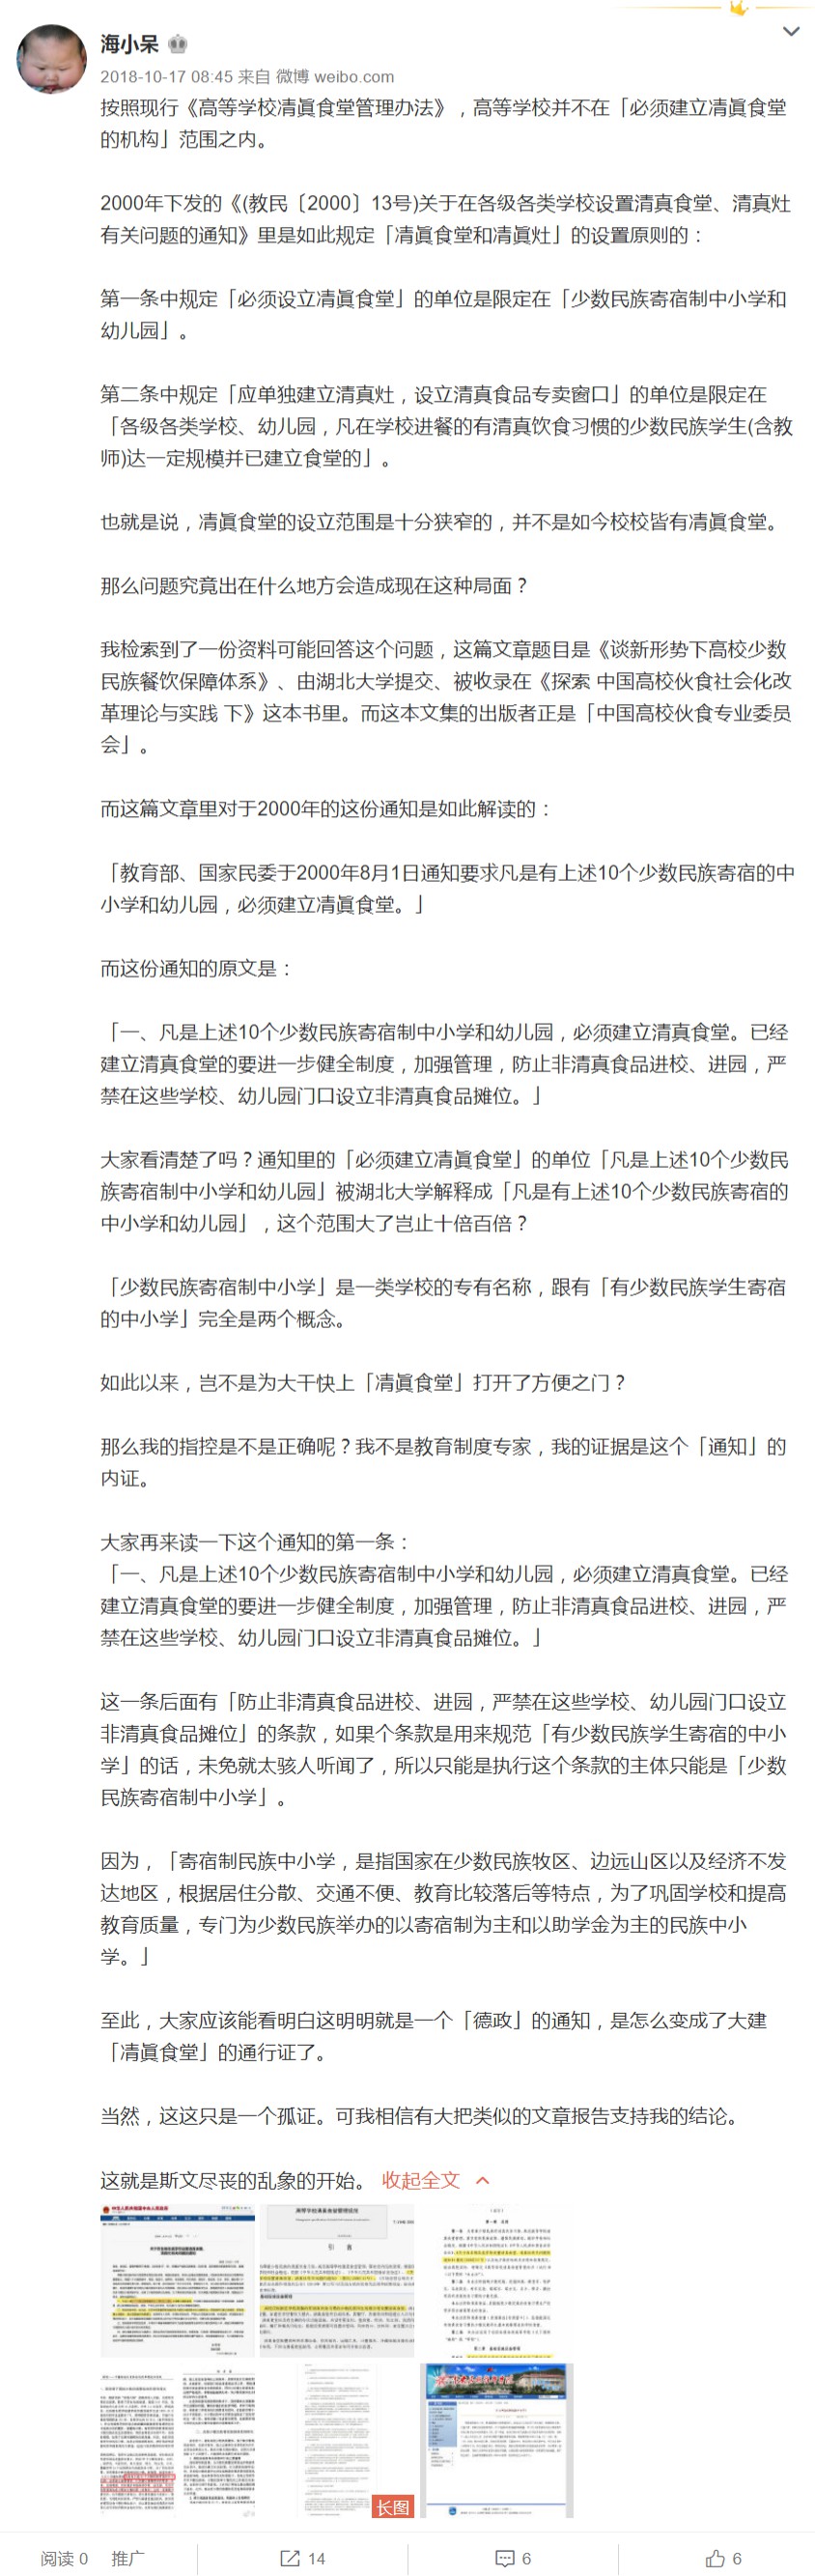 海小呆
2018-10-17 08:45 来自 微博 weibo.com
按照现行《高等学校凊眞食堂管理办法》，高等学校并不在「必须建立凊眞食堂
的机构」范围之内。
2000年下发的《(教民〔2000〕13号)关于在各级各类学校设置清真食堂、清真灶
有关问题的通知》里是如此规定「凊眞食堂和凊眞灶」的设置原则的：
第一条中规定「必须设立凊眞食堂」的单位是限定在「少数民族寄宿制中小学和
幼儿园」。
第二条中规定「应单独建立清真灶，设立清真食品专卖窗口」的单位是限定在
「各级各类学校、幼儿园，凡在学校进餐的有清真饮食习惯的少数民族学生(含教
师)达一定规模并已建立食堂的」。
也就是说，凊眞食堂的设立范围是十分狭窄的，并不是如今校校皆有凊眞食堂。
那么问题究竟出在什么地方会造成现在这种局面？
我检索到了一份资料可能回答这个问题，这篇文章题目是《谈新形势下高校少数
民族餐饮保障体系》、由湖北大学提交、被收录在《探索 中国高校伙食社会化改
革理论与实践 下》这本书里。而这本文集的出版者正是「中国高校伙食专业委员
会」。
而这篇文章里对于2000年的这份通知是如此解读的：
「教育部、国家民委于2000年8月1日通知要求凡是有上述10个少数民族寄宿的中
小学和幼儿园，必须建立凊眞食堂。」
而这份通知的原文是：
「一、凡是上述10个少数民族寄宿制中小学和幼儿园，必须建立清真食堂。已经
建立清真食堂的要进一步健全制度，加强管理，防止非清真食品进校、进园，严
禁在这些学校、幼儿园门口设立非清真食品摊位。」
大家看清楚了吗？通知里的「必须建立凊眞食堂」的单位「凡是上述10个少数民
族寄宿制中小学和幼儿园」被湖北大学解释成「凡是有上述10个少数民族寄宿的
中小学和幼儿园」，这个范围大了岂止十倍百倍？
「少数民族寄宿制中小学」是一类学校的专有名称，跟有「有少数民族学生寄宿
的中小学」完全是两个概念。
如此以来，岂不是为大干快上「凊眞食堂」打开了方便之门？
那么我的指控是不是正确呢？我不是教育制度专家，我的证据是这个「通知」的
内证。
大家再来读一下这个通知的第一条：
「一、凡是上述10个少数民族寄宿制中小学和幼儿园，必须建立清真食堂。已经
建立清真食堂的要进一步健全制度，加强管理，防止非清真食品进校、进园，严
禁在这些学校、幼儿园门口设立非清真食品摊位。」
这一条后面有「防止非清真食品进校、进园，严禁在这些学校、幼儿园门口设立
非清真食品摊位」的条款，如果个条款是用来规范「有少数民族学生寄宿的中小
学」的话，未免就太骇人听闻了，所以只能是执行这个条款的主体只能是「少数
民族寄宿制中小学」。
因为，「寄宿制民族中小学，是指国家在少数民族牧区、边远山区以及经济不发
达地区，根据居住分散、交通不便、教育比较落后等特点，为了巩固学校和提高
教育质量，专门为少数民族举办的以寄宿制为主和以助学金为主的民族中小
学。」
至此，大家应该能看明白这明明就是一个「德政」的通知，是怎么变成了大建
「凊眞食堂」的通行证了。
当然，这这只是一个孤证。可我相信有大把类似的文章报告支持我的结论。
这就是斯文尽丧的乱象的开始。 收起全文
引 言
长图
阅读 0 推广 14 6 6